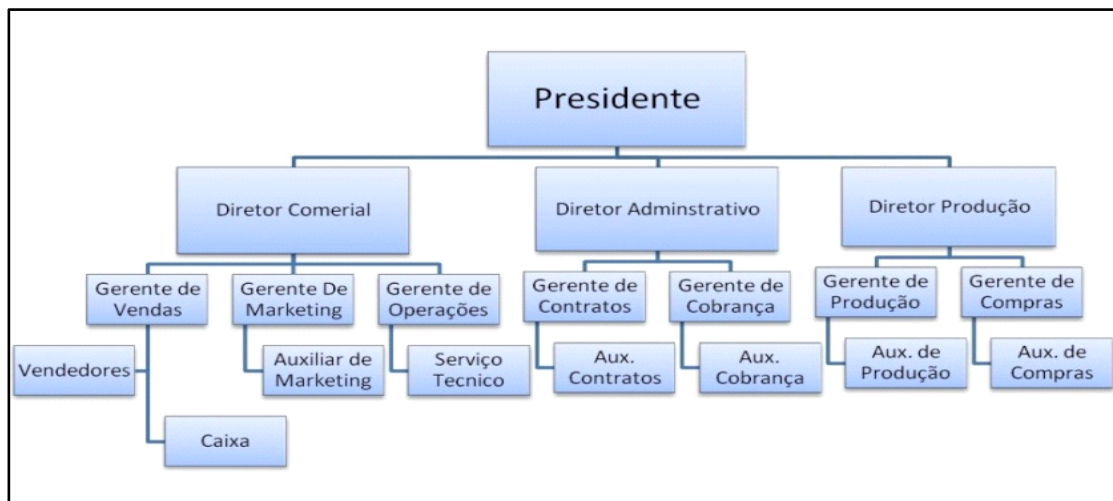 Presidente
Diretor Comerial
Diretor Adminstrativo
Diretor Produção
Gerente de
Vendas
Gerente De
Marketing
Gerente de
Operações
Gerente de
Contratos
Gerente de
Cobrança
Gerente de
Produção
Gerente de
Compras
Vendedores
Auxiliar de
Marketing
Serviço
Tecnico
Aux.
Contratos
Aux.
Cobrança
Aux. de
Produção
Aux. de
Compras
Caixa